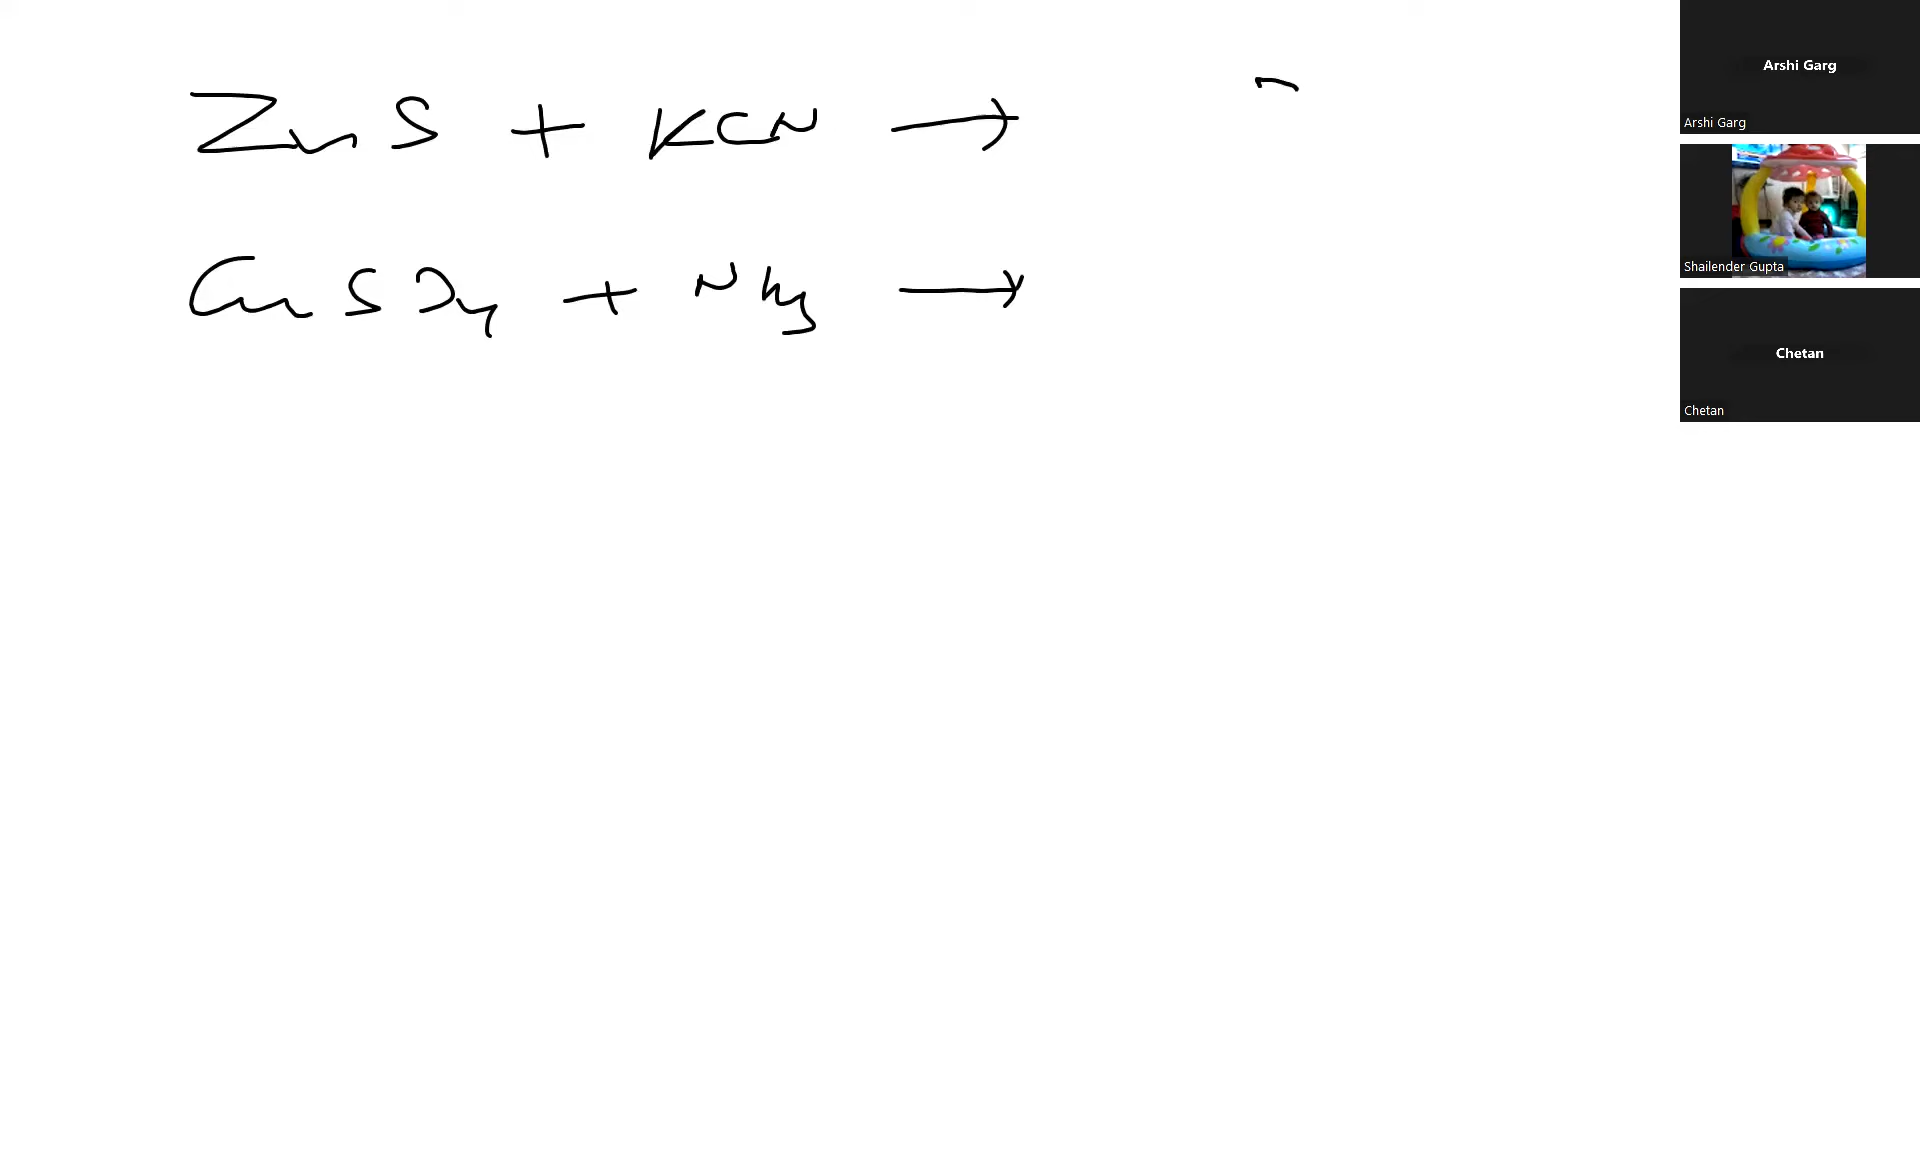 ZnS + KCN →
CuSO4 + NH3 →
Arshi Garg
Arshi Garg
Shailender Gupta
Chetan
Chetan